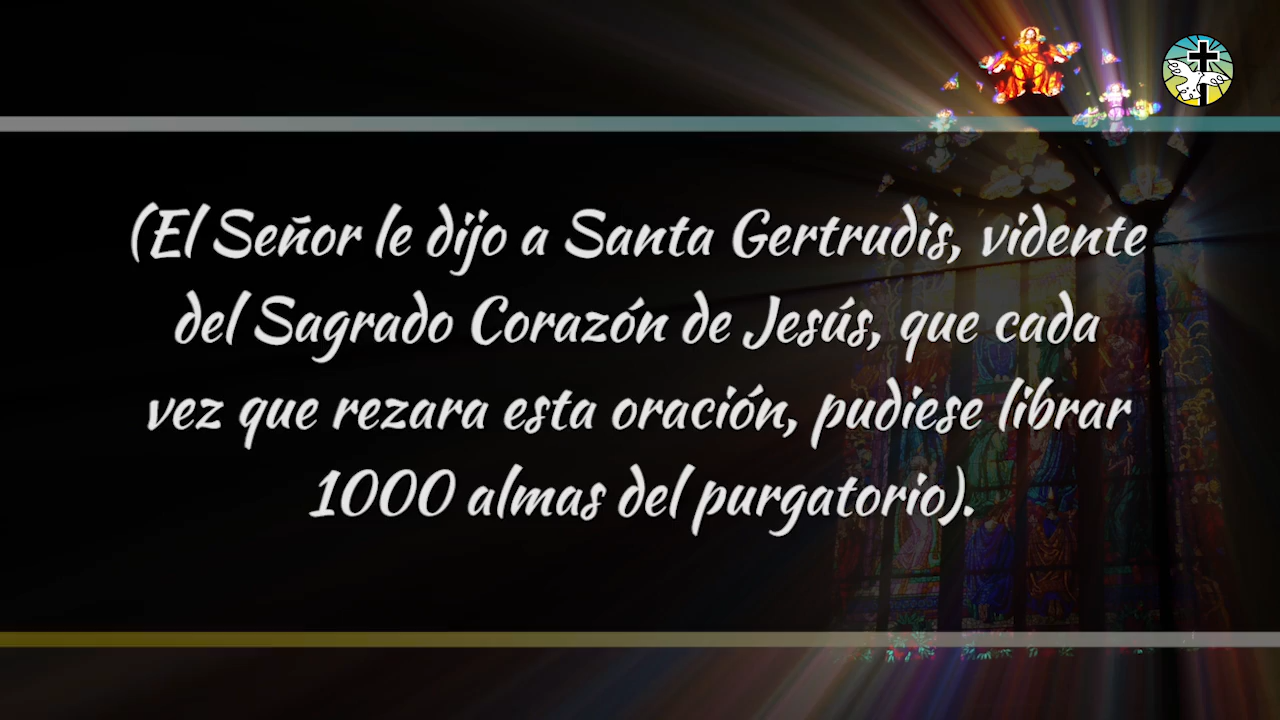 (El Señor le dijo a Santa Gertrudis, vidente
del Sagrado Corazón de Jesús, que cada
vez que rezara esta oración, pudiese librar
1000 almas del purgatorio).